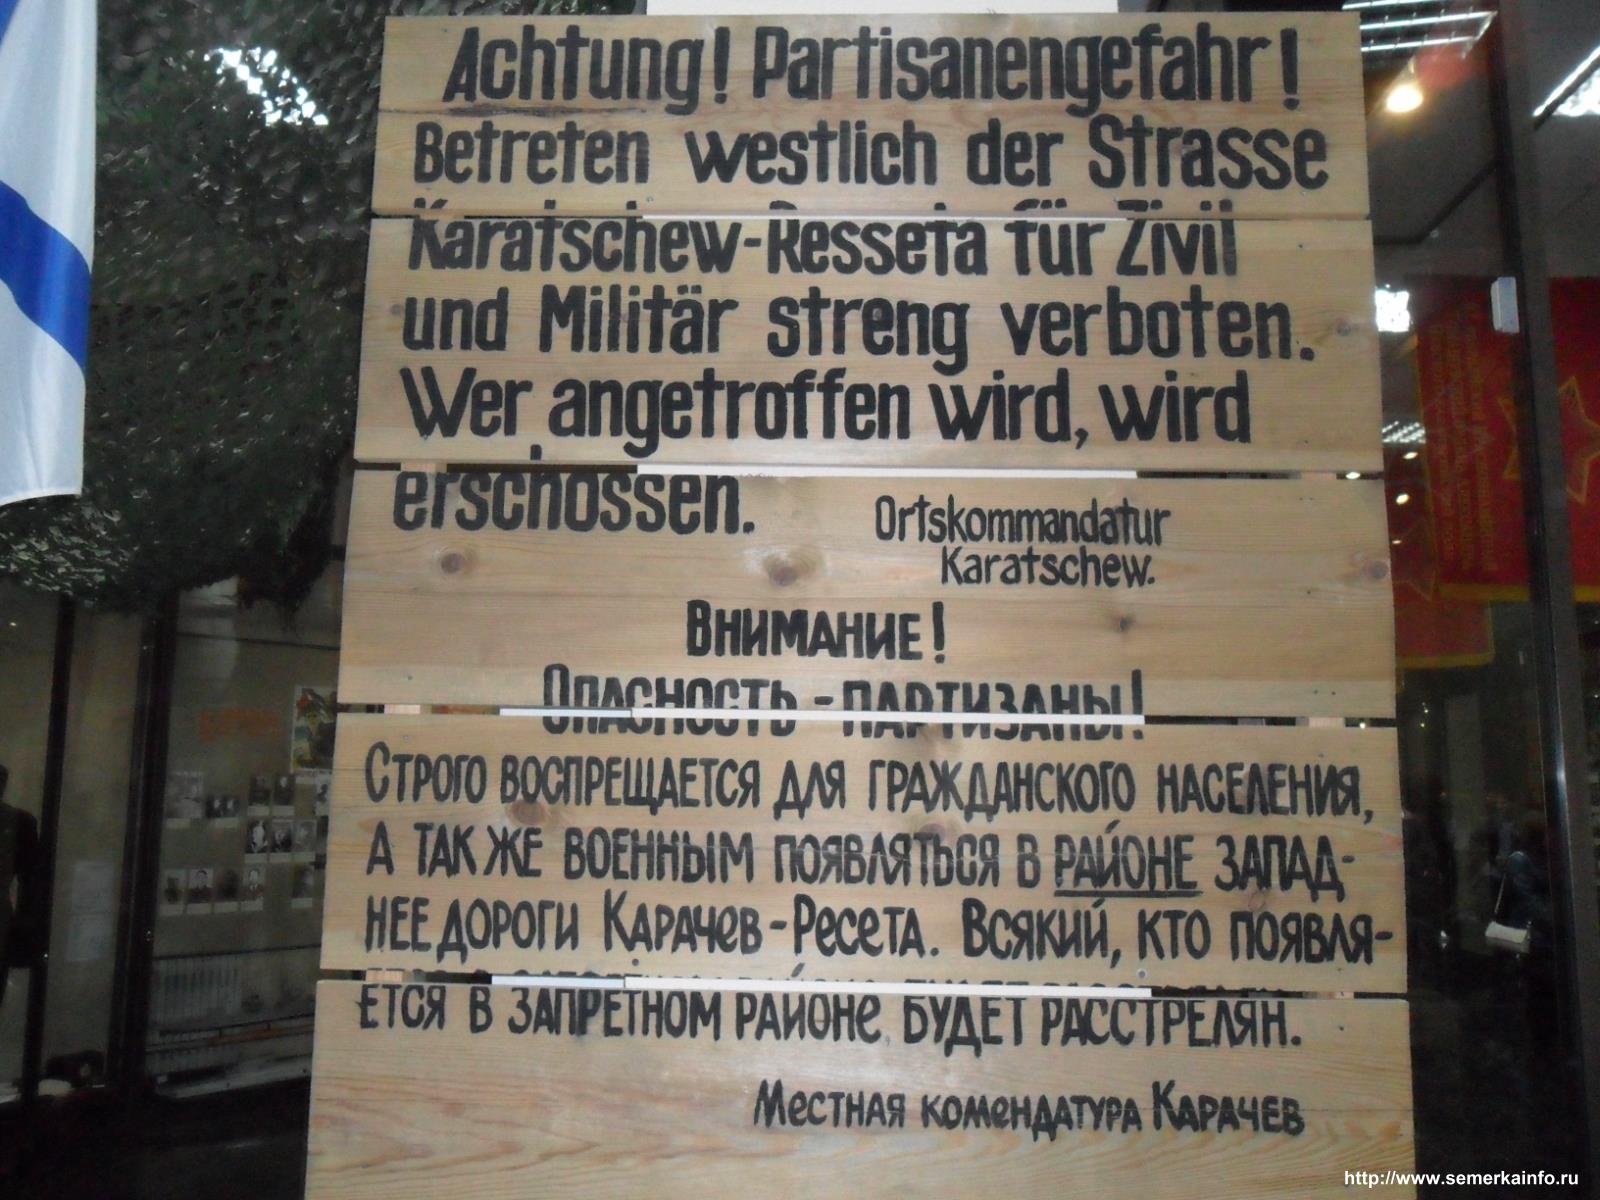 Achtung! Partisanengefahr!
Betreten westlich der Strasse
Karatschew-Resseta für Zivil
und Militär streng verboten.
Wer angetroffen wird, wird
erschossen.
Ortskommandatur
Karatschew.
Внимание!
Опасность - партизаны!
Строго воспрещается для гражданского населения,
а так же военным появляться в районе запад-
нее дороги Карачев-Ресета. Всякий, кто появля-
ется в запретном районе, будет расстрелян.
Местная комендатура Карачев
http://www.semerkainfo.ru